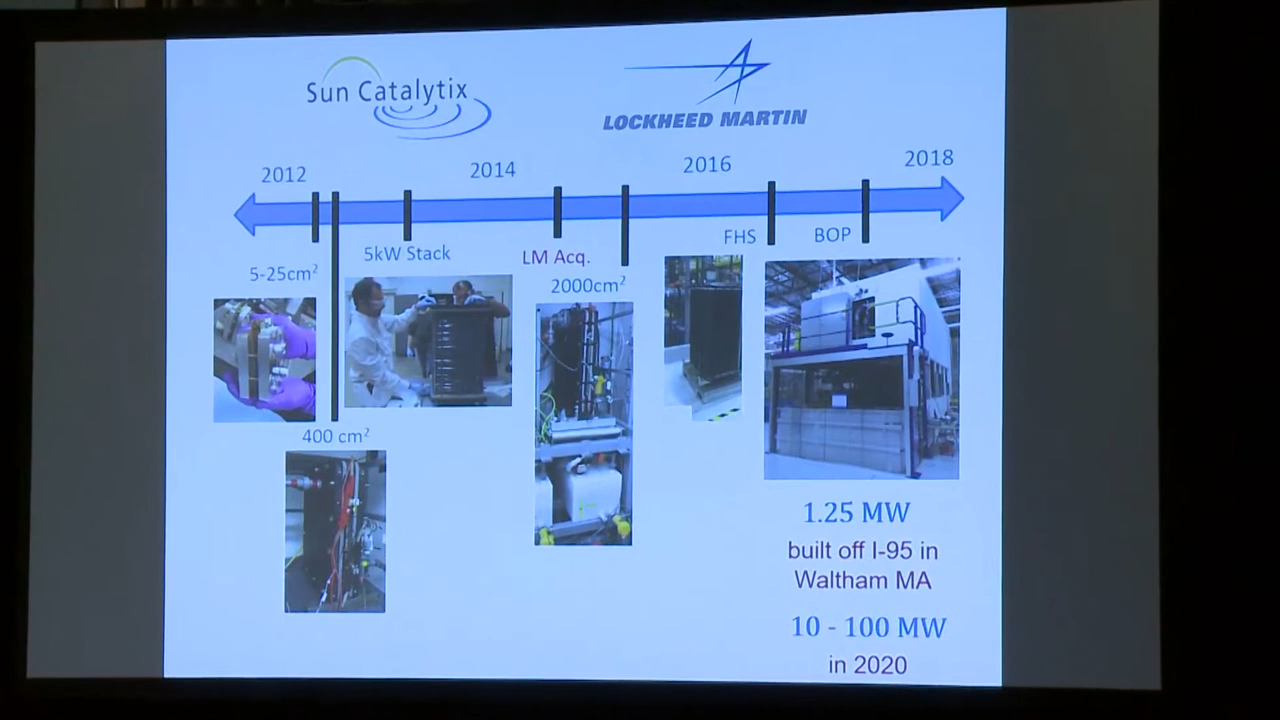 Sun Catalytix
LOCKHEED MARTIN
2012
2014
2016
2018
5-25cm²
5kW Stack
LM Acq.
2000cm²
FHS
BOP
400 cm²
1.25 MW
built off I-95 in
Waltham MA
10 - 100 MW
in 2020